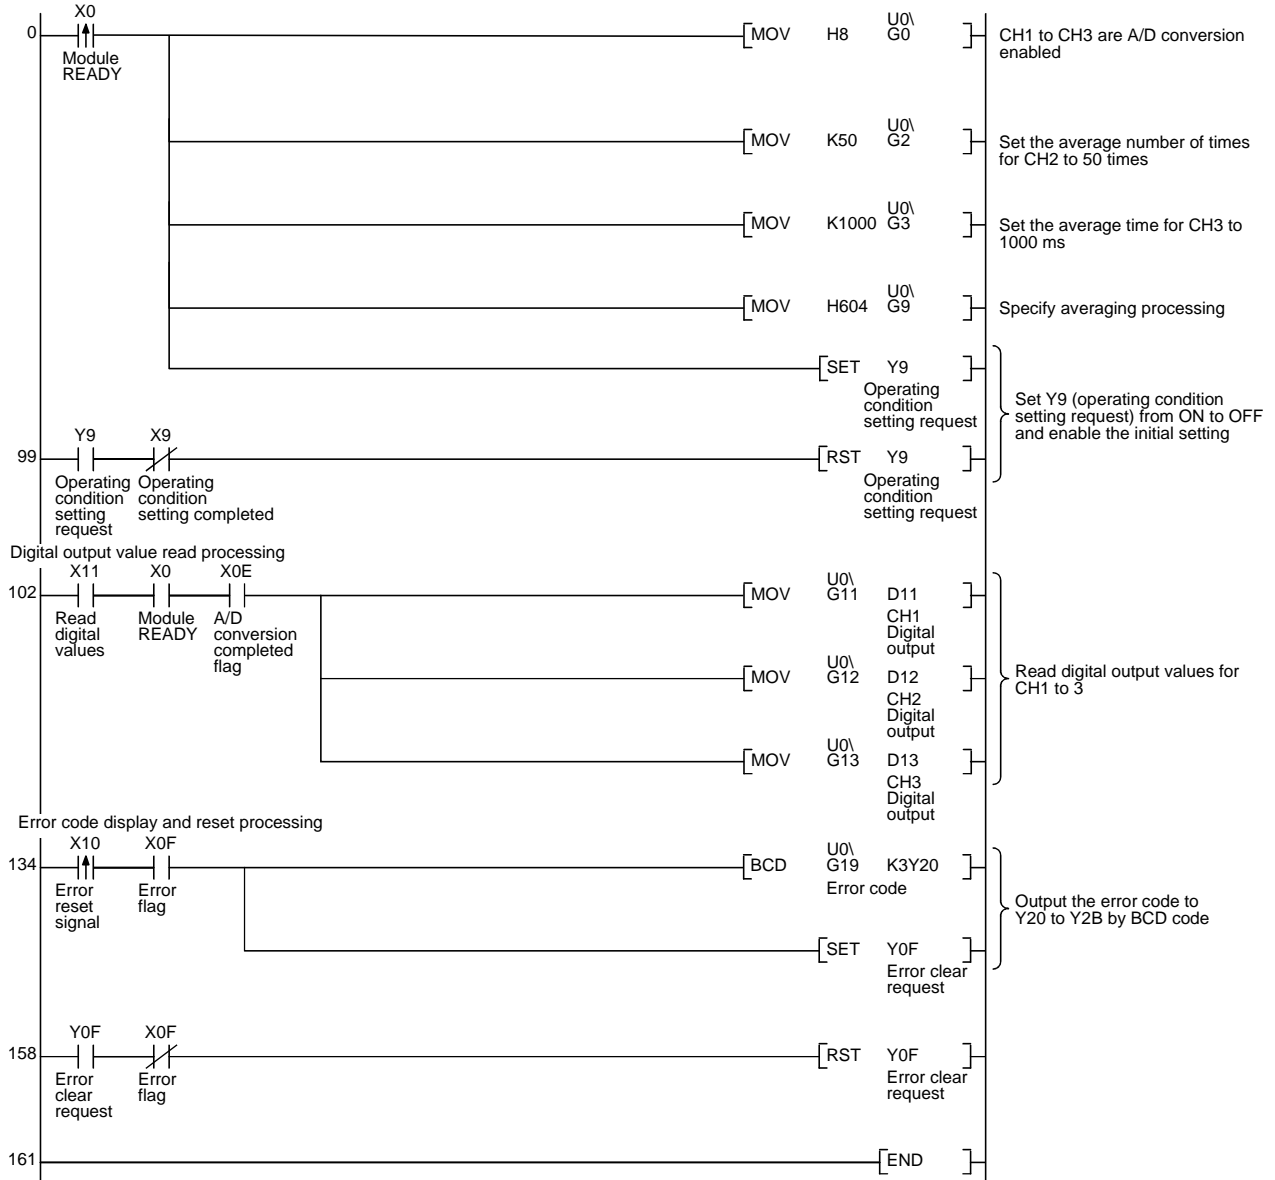 X0
0
Module
READY
MOV H8 U0\ G0
CH1 to CH3 are A/D conversion
enabled
MOV K50 U0\ G2
Set the average number of times
for CH2 to 50 times
MOV K1000 U0\ G3
Set the average time for CH3 to
1000 ms
MOV H604 U0\ G9
Specify averaging processing
SET Y9
Operating
condition
setting request
Set Y9 (operating condition
setting request) from ON to OFF
and enable the initial setting
Y9 X9
99
Operating
condition
setting
request
Operating
condition
setting completed
RST Y9
Operating
condition
setting request
Digital output value read processing
X11 X0 X0E
102
Read
digital
values
Module
READY
A/D
conversion
completed
flag
MOV U0\ G11 D11
CH1
Digital
output
MOV U0\ G12 D12
CH2
Digital
output
MOV U0\ G13 D13
CH3
Digital
output
Read digital output values for
CH1 to 3
Error code display and reset processing
X10 X0F
134
Error
reset
signal
Error
flag
BCD U0\ G19 K3Y20
Error code
SET Y0F
Error clear
request
Output the error code to
Y20 to Y2B by BCD code
Y0F X0F
158
Error
clear
request
Error
flag
RST Y0F
Error clear
request
161
END